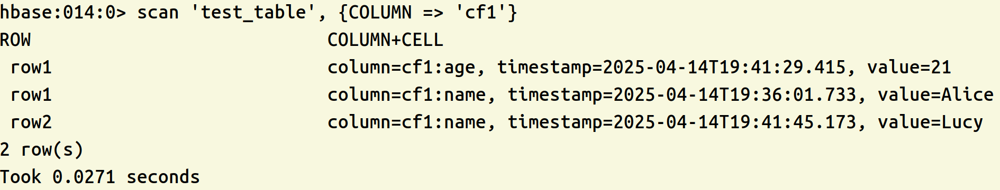 hbase:014:0> scan 'test_table', {COLUMN => 'cf1'}
ROW                            COLUMN+CELL
 row1                          column=cf1:age, timestamp=2025-04-14T19:41:29.415, value=21
 row1                          column=cf1:name, timestamp=2025-04-14T19:36:01.733, value=Alice
 row2                          column=cf1:name, timestamp=2025-04-14T19:41:45.173, value=Lucy
2 row(s)
Took 0.0271 seconds